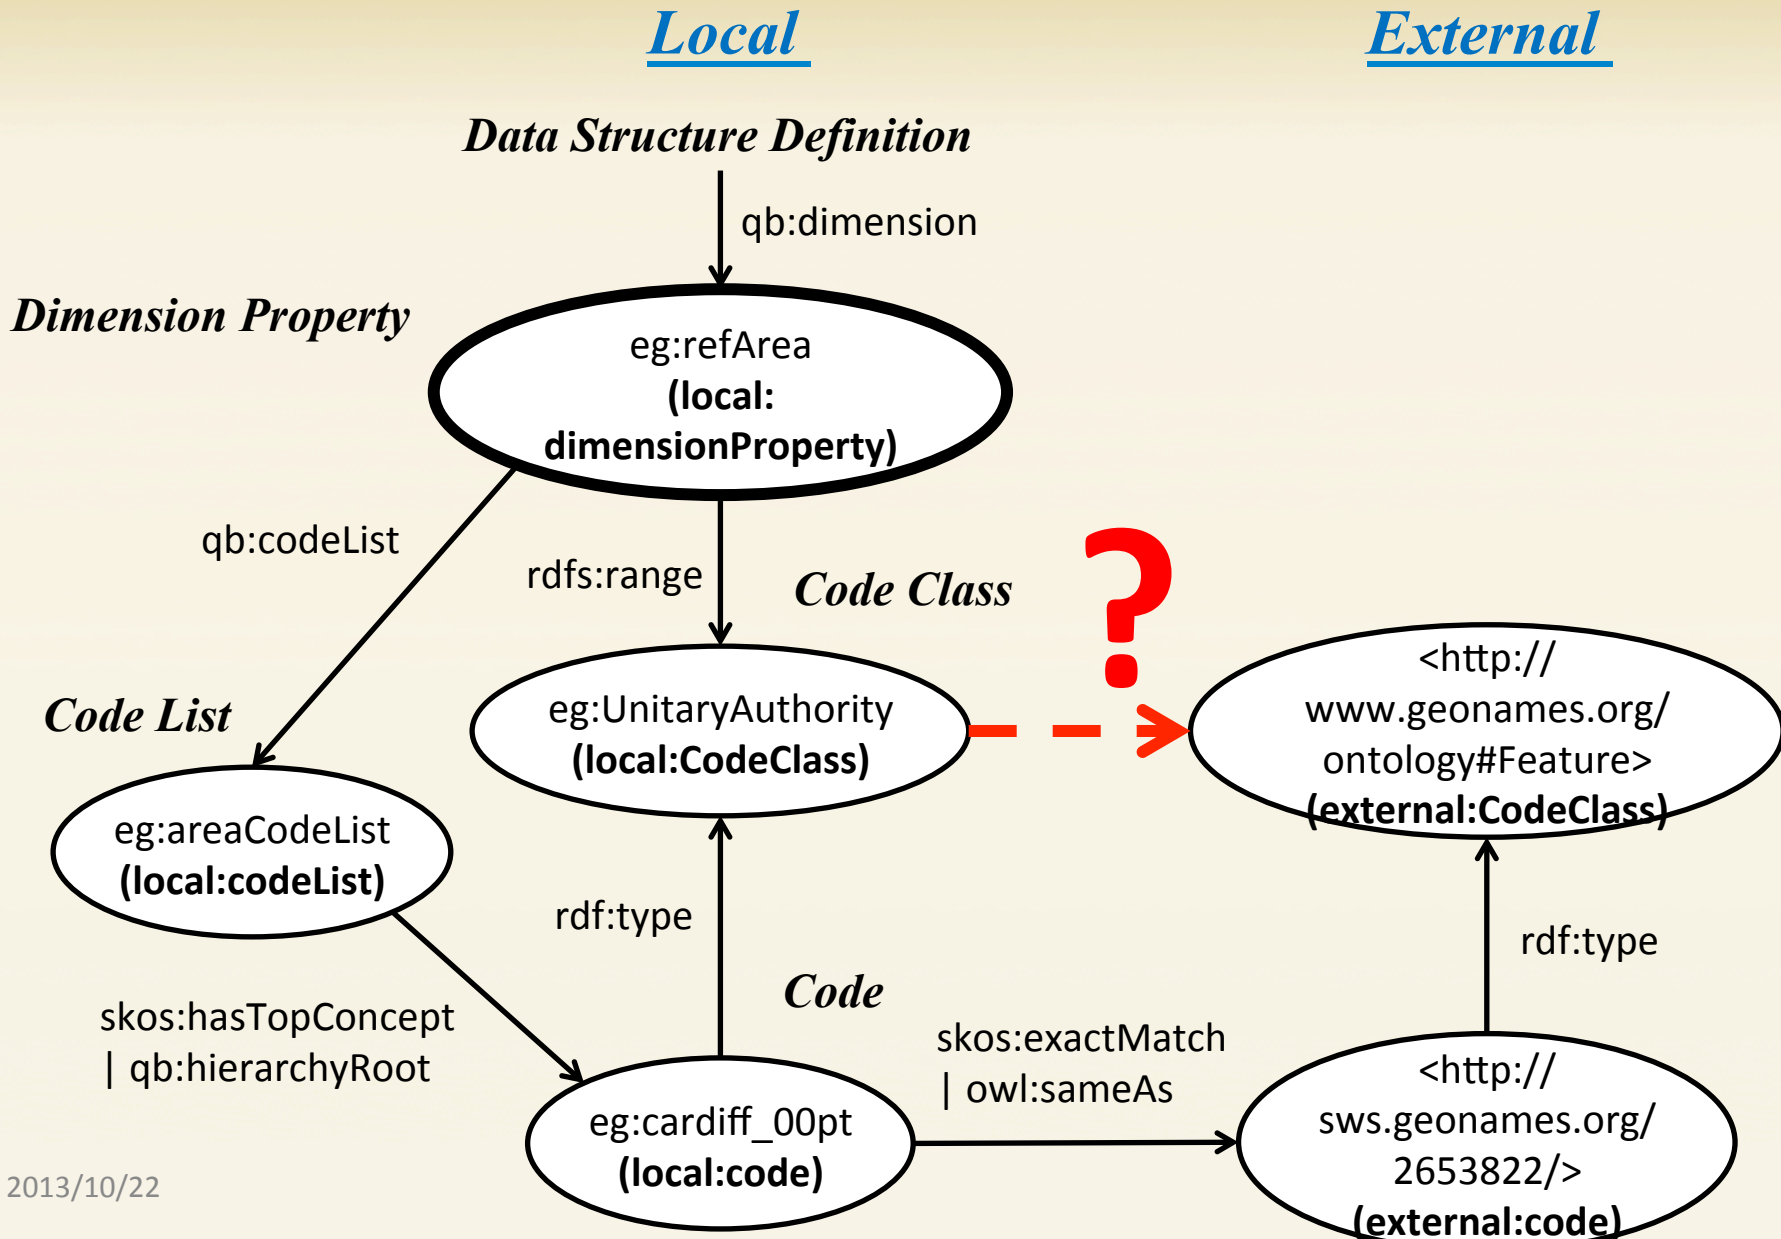 Local
External
Data Structure Definition
qb:dimension
Dimension Property
eg:refArea
(local:
dimensionProperty)
qb:codeList
rdfs:range
Code Class
?
Code List
eg:UnitaryAuthority
(local:CodeClass)
<http://
www.geonames.org/
ontology#Feature>
(external:CodeClass)
eg:areaCodeList
(local:codeList)
rdf:type
rdf:type
skos:hasTopConcept
| qb:hierarchyRoot
Code
skos:exactMatch
| owl:sameAs
eg:cardiff_00pt
(local:code)
<http://
sws.geonames.org/
2653822/>
(external:code)
2013/10/22